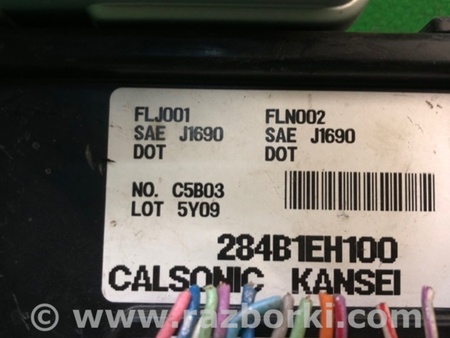 FLJ001 FLN002
SAE J1690 SAE J1690
DOT DOT
NO. C5B03
LOT 5Y09
284B1EH100
CALSONIC KANSEI
© www.razborki.com